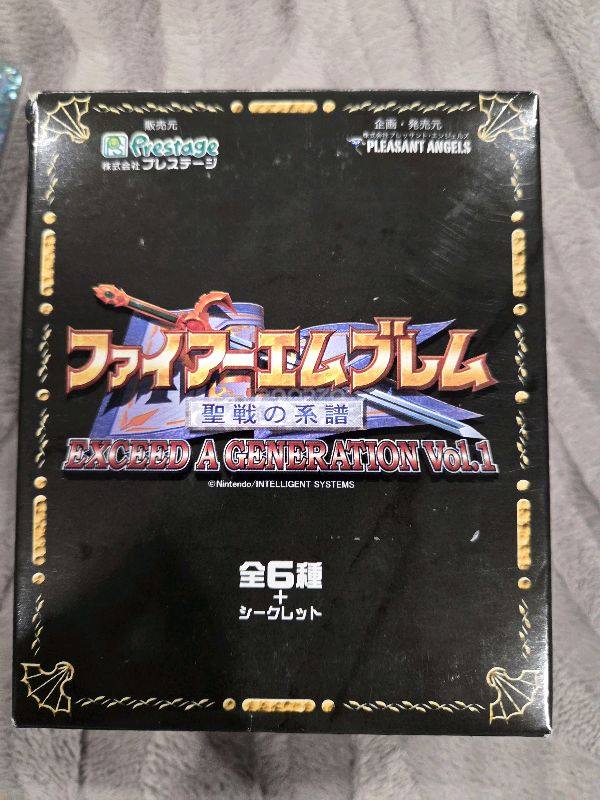 販売元
Prestage
株式会社 プレステージ
企画・発売元
株式会社プレッサント・エンジェルズ
PLEASANT ANGELS
ファイアーエムブレム
聖戦の系譜
EXCEED A GENERATION Vol.1
©Nintendo/INTELLIGENT SYSTEMS
全6種
+
シークレット